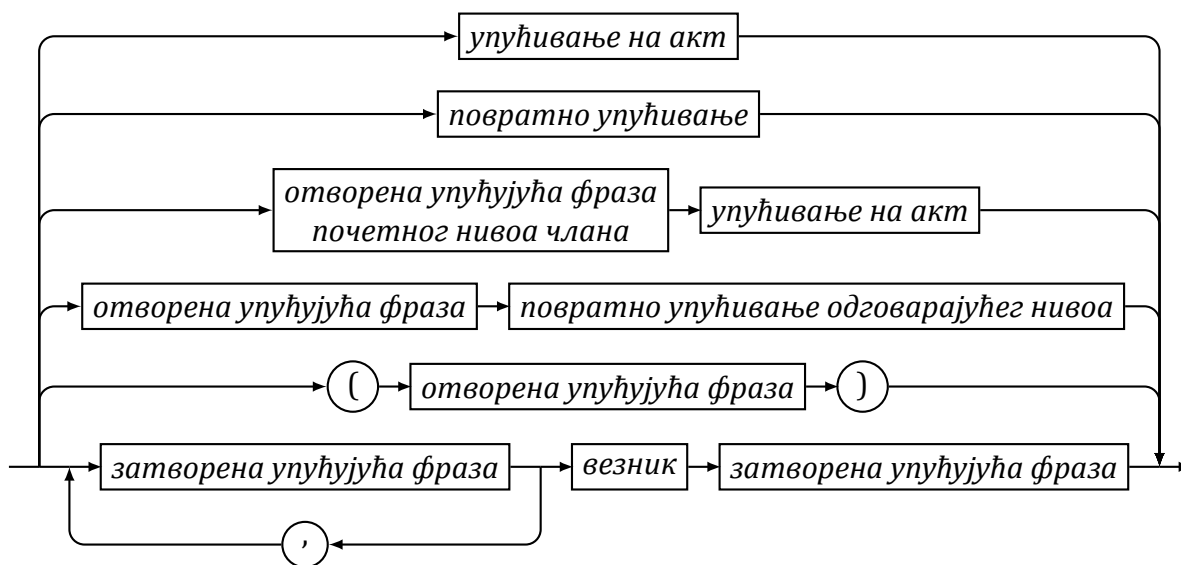 упућивање на акт
повратно упућивање
отворена упућујућа фраза
почетног нивоа члана
упућивање на акт
отворена упућујућа фраза
повратно упућивање одговарајућег нивоа
(
отворена упућујућа фраза
)
затворена упућујућа фраза
везник
затворена упућујућа фраза
,